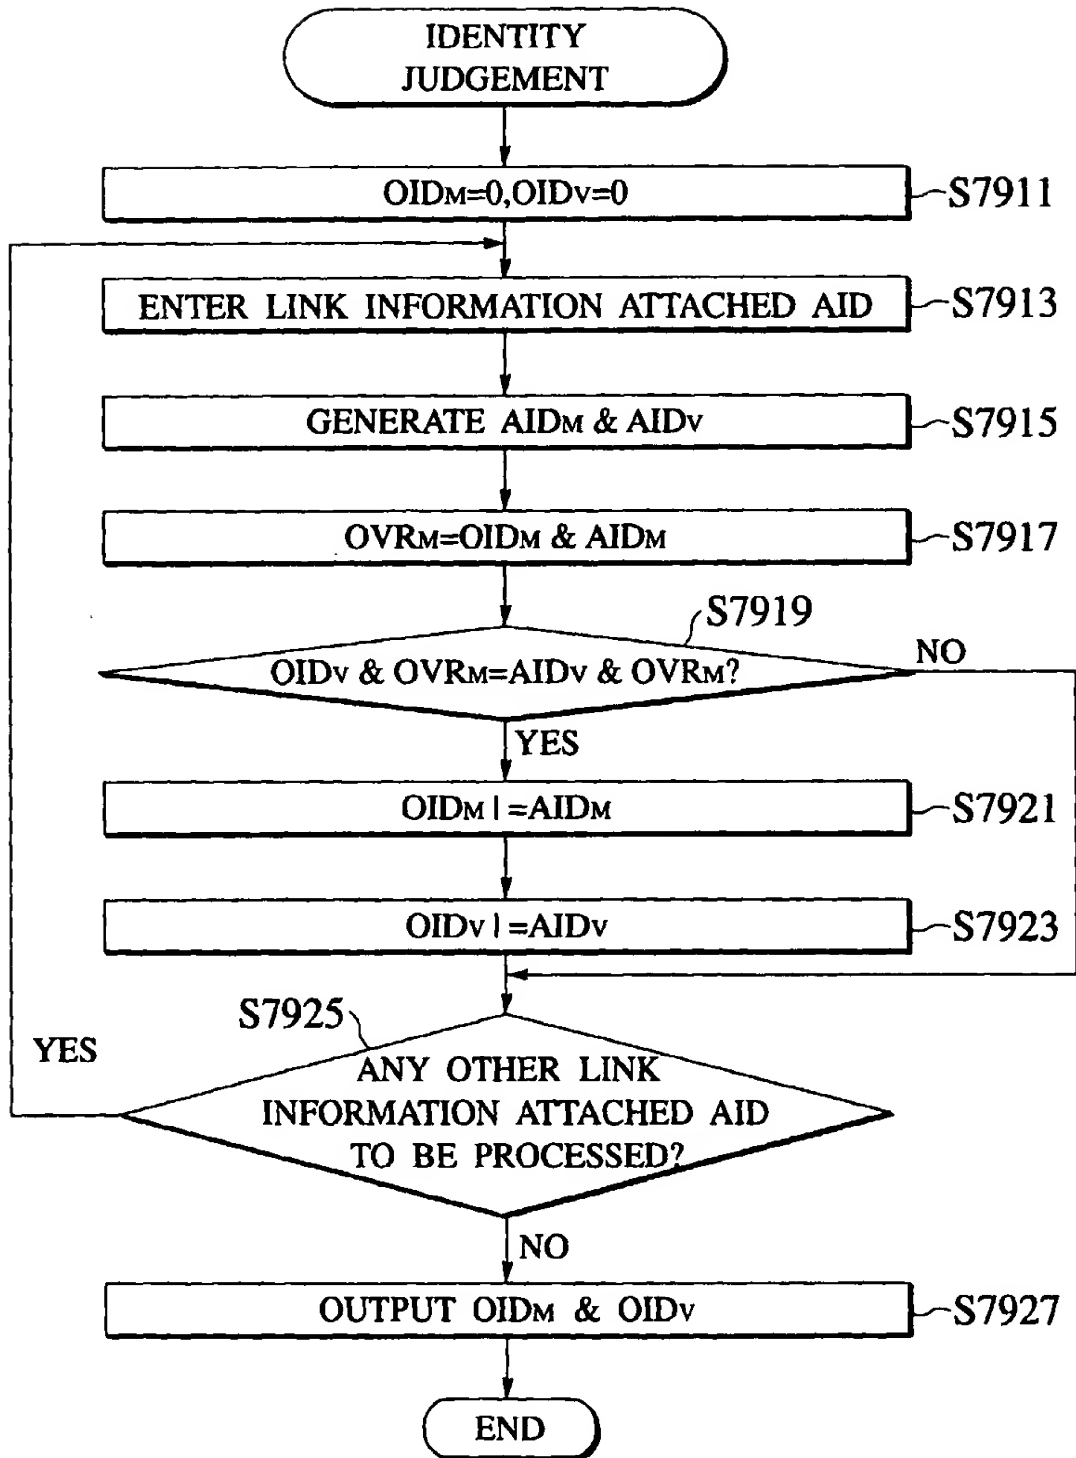 IDENTITY
JUDGEMENT
OIDM=0,OIDV=0
S7911
ENTER LINK INFORMATION ATTACHED AID
S7913
GENERATE AIDM & AIDV
S7915
OVRM=OIDM & AIDM
S7917
S7919
OIDV & OVRM=AIDV & OVRM?
NO
YES
OIDM|=AIDM
S7921
OIDV|=AIDV
S7923
S7925
YES
ANY OTHER LINK
INFORMATION ATTACHED AID
TO BE PROCESSED?
NO
OUTPUT OIDM & OIDV
S7927
END